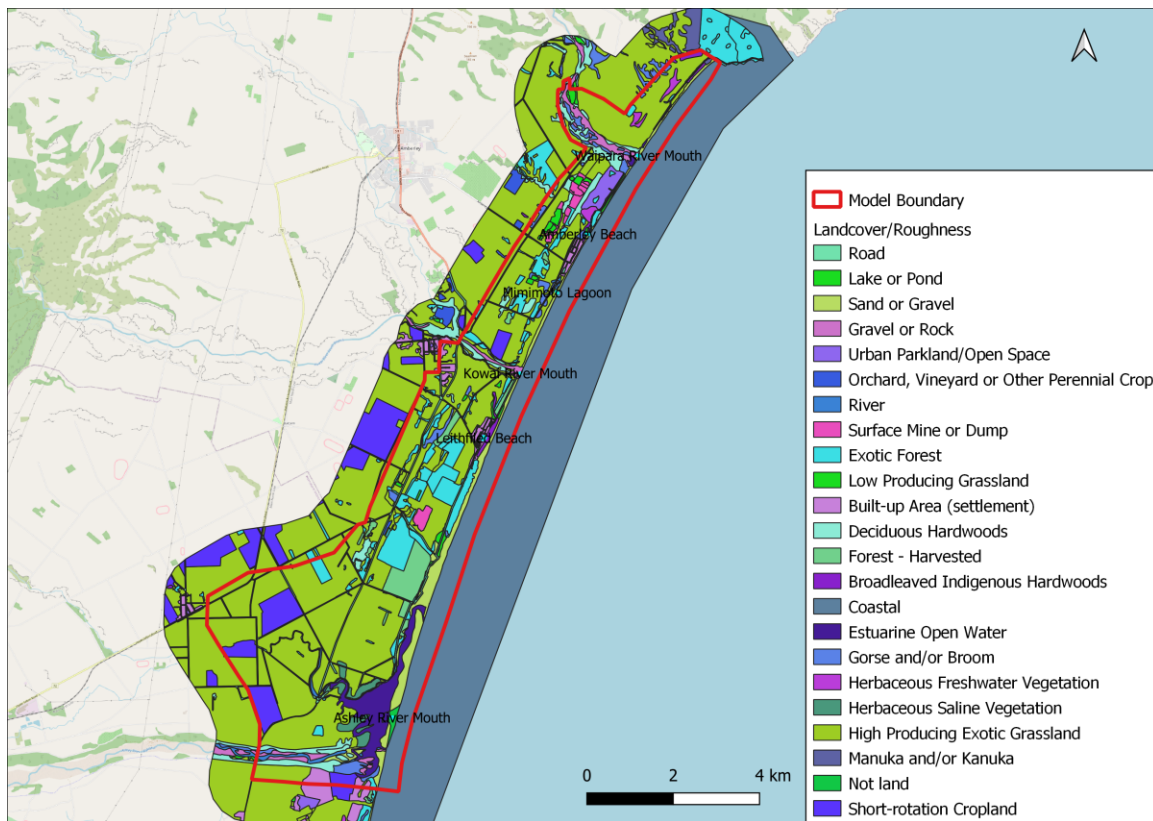 Waipara River Mouth
Amberley Beach
Mimimoto Lagoon
Kowai River Mouth
Leithfiled Beach
Ashley River Mouth
0 2 4 km
Model Boundary
Landcover/Roughness
Road
Lake or Pond
Sand or Gravel
Gravel or Rock
Urban Parkland/Open Space
Orchard, Vineyard or Other Perennial Crop
River
Surface Mine or Dump
Exotic Forest
Low Producing Grassland
Built-up Area (settlement)
Deciduous Hardwoods
Forest - Harvested
Broadleaved Indigenous Hardwoods
Coastal
Estuarine Open Water
Gorse and/or Broom
Herbaceous Freshwater Vegetation
Herbaceous Saline Vegetation
High Producing Exotic Grassland
Manuka and/or Kanuka
Not land
Short-rotation Cropland